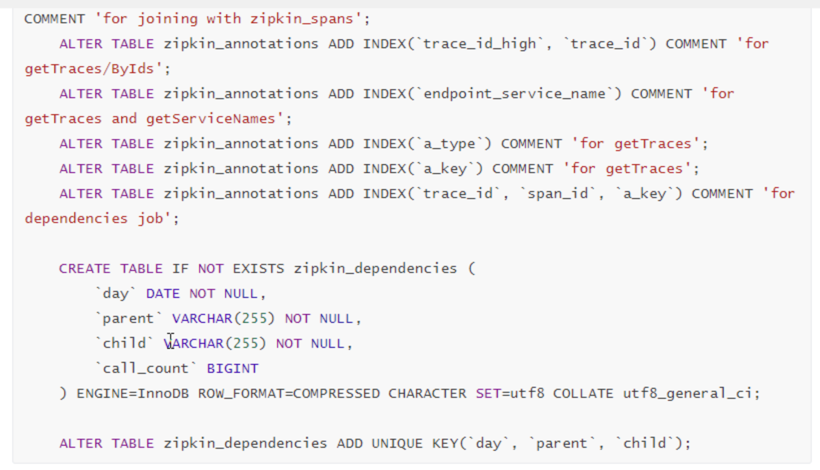 COMMENT 'for joining with zipkin_spans';
    ALTER TABLE zipkin_annotations ADD INDEX(`trace_id_high`, `trace_id`) COMMENT 'for
getTraces/ByIds';
    ALTER TABLE zipkin_annotations ADD INDEX(`endpoint_service_name`) COMMENT 'for
getTraces and getServiceNames';
    ALTER TABLE zipkin_annotations ADD INDEX(`a_type`) COMMENT 'for getTraces';
    ALTER TABLE zipkin_annotations ADD INDEX(`a_key`) COMMENT 'for getTraces';
    ALTER TABLE zipkin_annotations ADD INDEX(`trace_id`, `span_id`, `a_key`) COMMENT 'for
dependencies job';

    CREATE TABLE IF NOT EXISTS zipkin_dependencies (
        `day` DATE NOT NULL,
        `parent` VARCHAR(255) NOT NULL,
        `child` VARCHAR(255) NOT NULL,
        `call_count` BIGINT
    ) ENGINE=InnoDB ROW_FORMAT=COMPRESSED CHARACTER SET=utf8 COLLATE utf8_general_ci;

    ALTER TABLE zipkin_dependencies ADD UNIQUE KEY(`day`, `parent`, `child`);